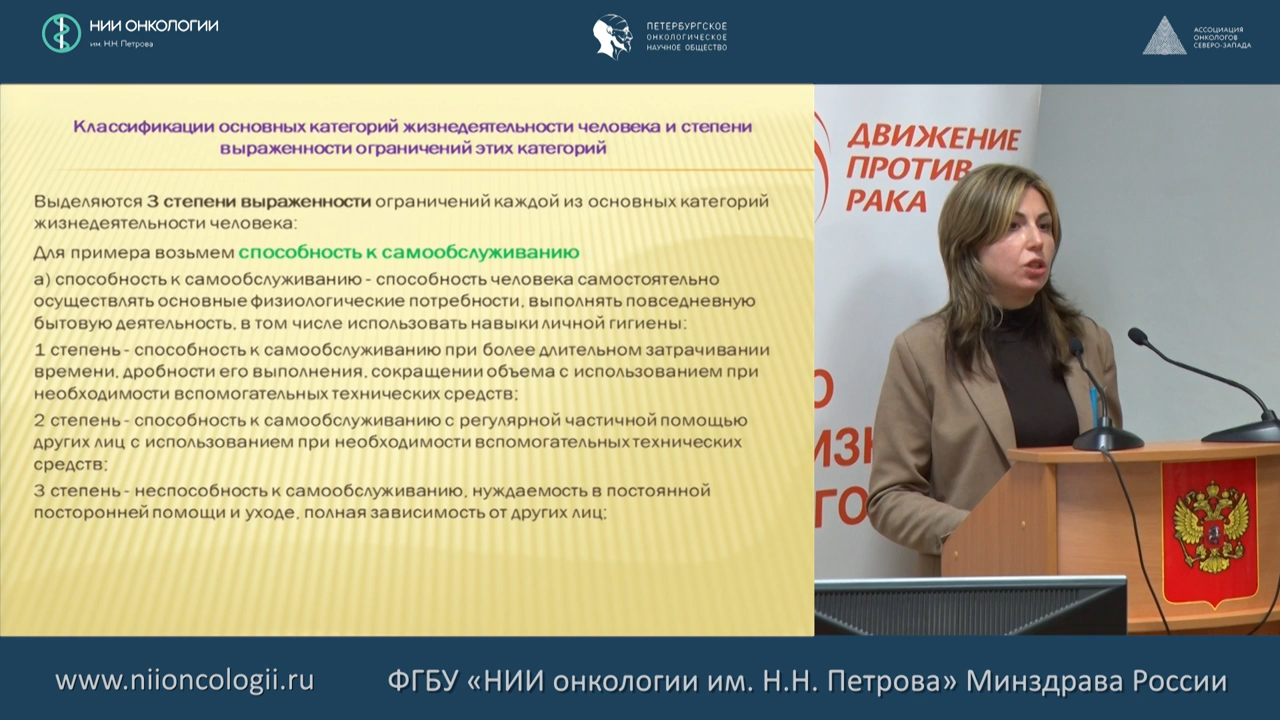 НИИ ОНКОЛОГИИ
им. Н.Н. Петрова
ПЕТЕРБУРГСКОЕ
ОНКОЛОГИЧЕСКОЕ
НАУЧНОЕ ОБЩЕСТВО
АССОЦИАЦИЯ
ОНКОЛОГОВ
СЕВЕРО-ЗАПАДА
Классификации основных категорий жизнедеятельности человека и степени
выраженности ограничений этих категорий
Выделяются 3 степени выраженности ограничений каждой из основных категорий
жизнедеятельности человека:
Для примера возьмем способность к самообслуживанию
а) способность к самообслуживанию - способность человека самостоятельно
осуществлять основные физиологические потребности, выполнять повседневную
бытовую деятельность, в том числе использовать навыки личной гигиены:
1 степень - способность к самообслуживанию при более длительном затрачивании
времени, дробности его выполнения, сокращении объема с использованием при
необходимости вспомогательных технических средств;
2 степень - способность к самообслуживанию с регулярной частичной помощью
других лиц с использованием при необходимости вспомогательных технических
средств;
3 степень - неспособность к самообслуживанию, нуждаемость в постоянной
посторонней помощи и уходе, полная зависимость от других лиц;
ДВИЖЕНИЕ
ПРОТИВ
РАКА
О
ИЗН
ГО
www.niioncologii.ru
ФГБУ «НИИ онкологии им. Н.Н. Петрова» Минздрава России